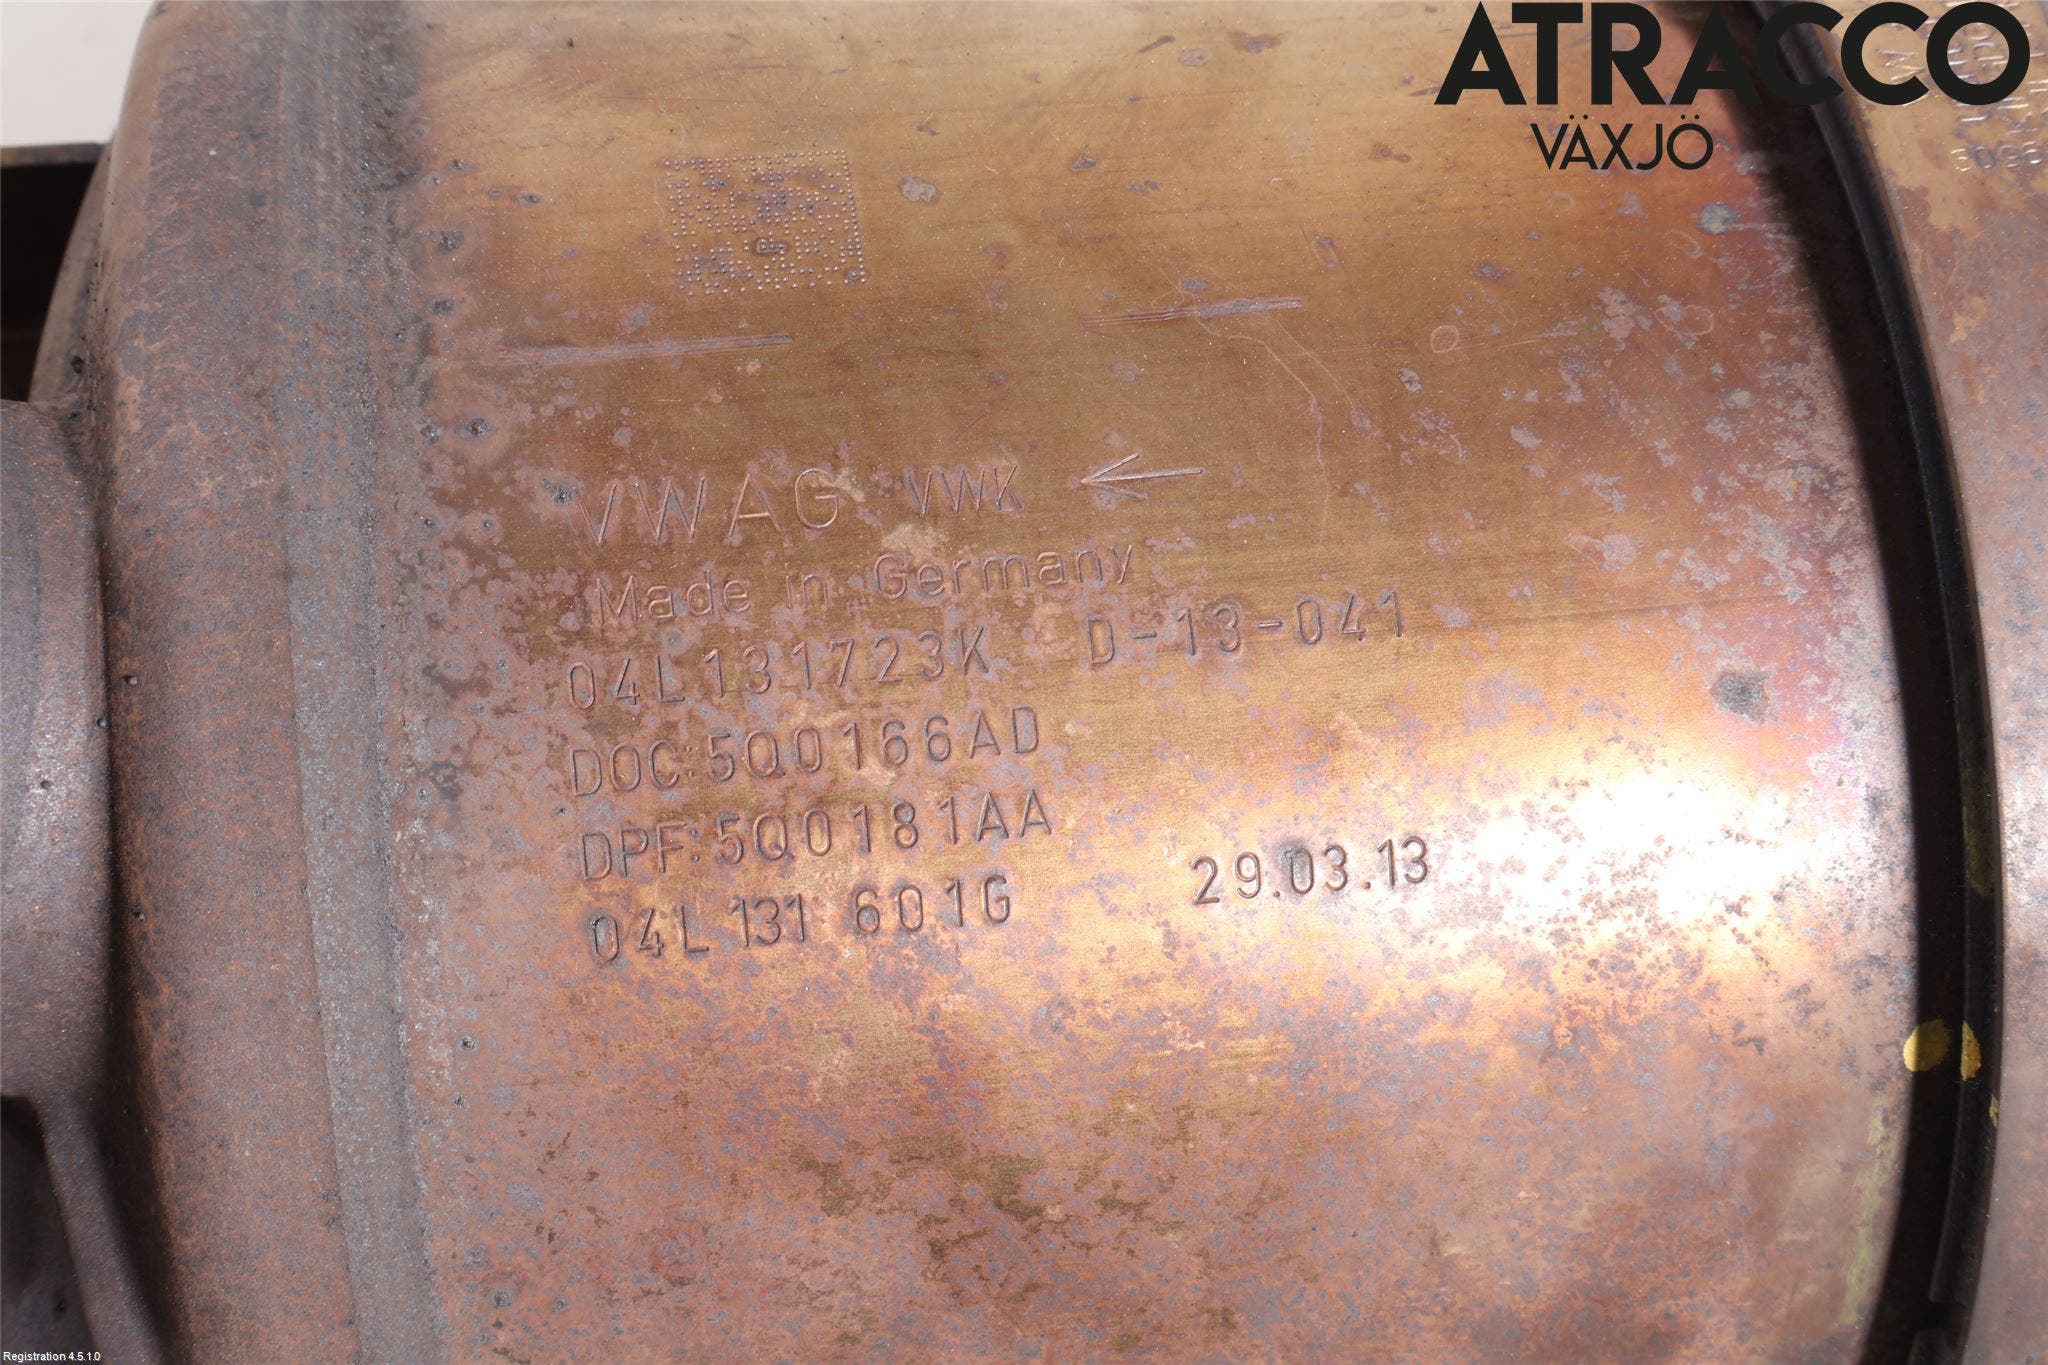 ATRACCO
VÄXJÖ
VWAG VWK ←
Made in Germany
04L131723K D-13-041
DOC:5Q0166AD
DPF:5Q0181AA
04L 131 601G 29.03.13
Registration 4.5.1.0